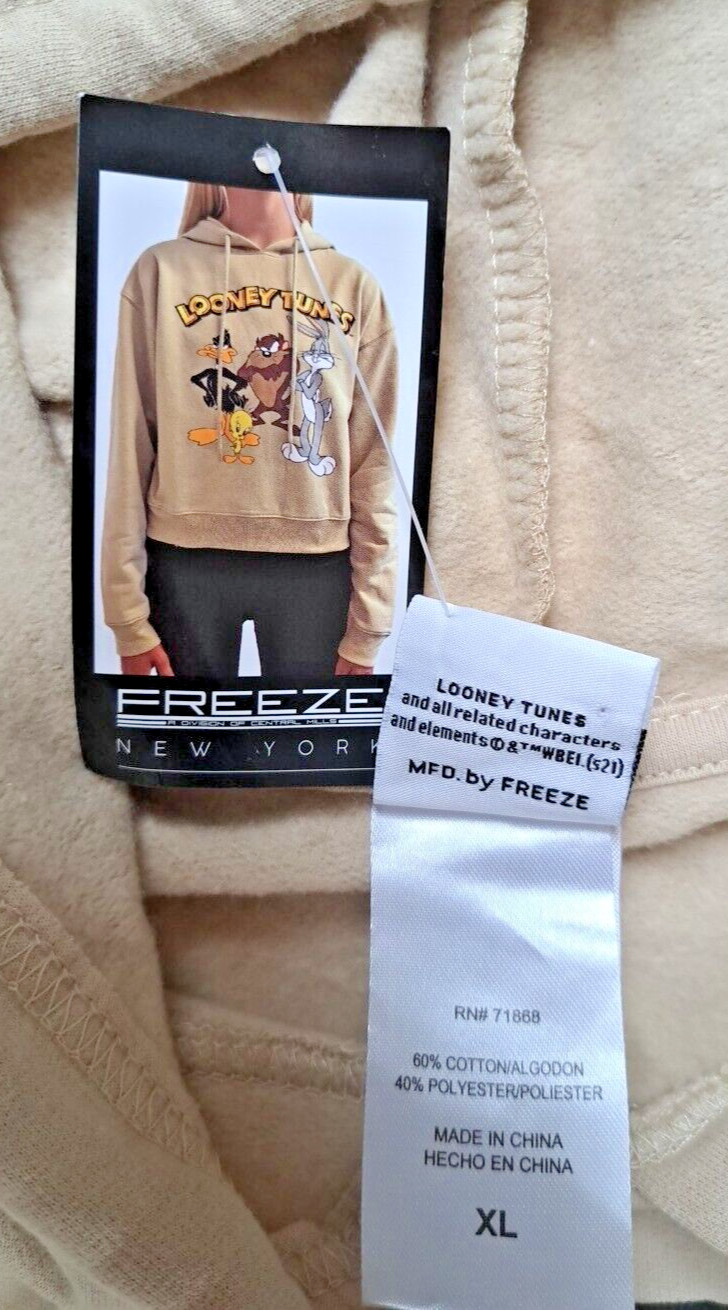 LOONEY TUNES
FREEZE
A DIVISION OF CENTRAL MILLS
NEW YORK
LOONEY TUNES
and all related characters
and elements © & ™ WBEI. (s21)
MFD. by FREEZE
RN# 71868
60% COTTON/ALGODON
40% POLYESTER/POLIESTER
MADE IN CHINA
HECHO EN CHINA
XL